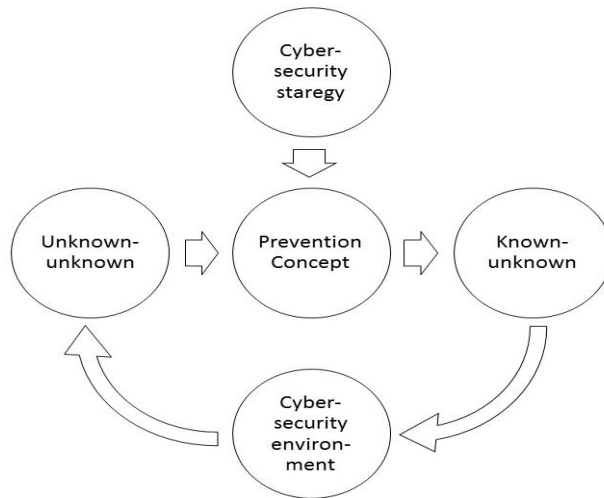 Cyber-
security
staregy
Unknown-
unknown
Prevention
Concept
Known-
unknown
Cyber-
security
environ-
ment